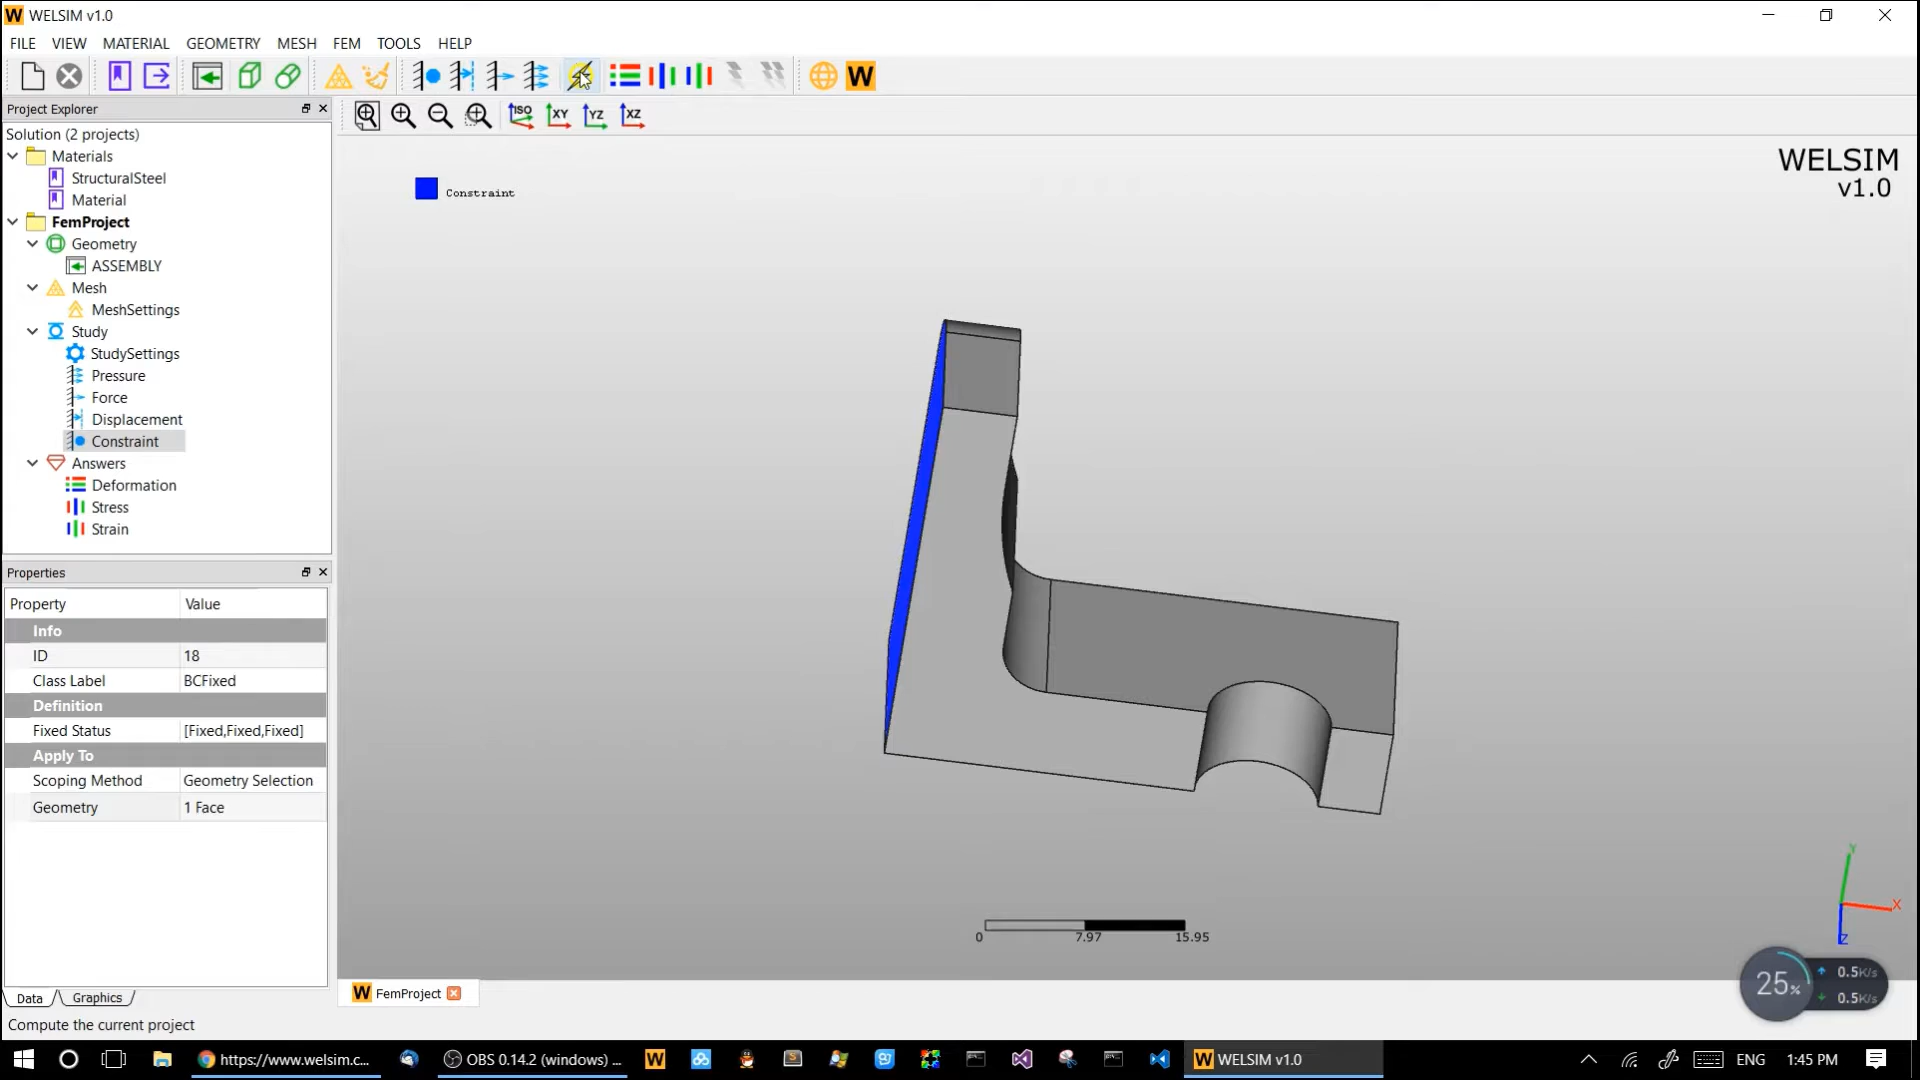 WELSIM v1.0
FILE VIEW MATERIAL GEOMETRY MESH FEM TOOLS HELP
W
Project Explorer
ISO XY YZ XZ
Solution (2 projects)
Materials
StructuralSteel
Material
FemProject
Geometry
ASSEMBLY
Mesh
MeshSettings
Study
StudySettings
Pressure
Force
Displacement
Constraint
Answers
Deformation
Stress
Strain
Constraint
WELSIM
v1.0
Properties
Property Value
Info
ID 18
Class Label BCFixed
Definition
Fixed Status [Fixed,Fixed,Fixed]
Apply To
Scoping Method Geometry Selection
Geometry 1 Face
0 7.97 15.95
Y
X
Z
25% 0.5K/s
0.5K/s
Data Graphics
W FemProject
Compute the current project
https://www.welsim.c... OBS 0.14.2 (windows) ... W WELSIM v1.0 ENG 1:45 PM